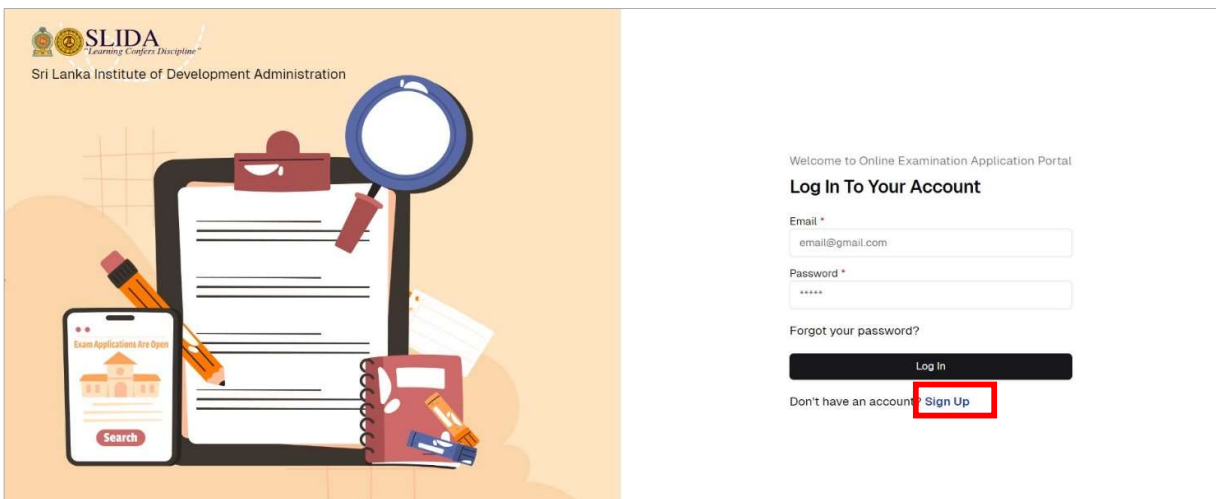 SLIDA
"Learning Confers Discipline"
Sri Lanka Institute of Development Administration
Exam Applications Are Open
Search
Welcome to Online Examination Application Portal
Log In To Your Account
Email *
email@gmail.com
Password *
*****
Forgot your password?
Log In
Don't have an account? Sign Up